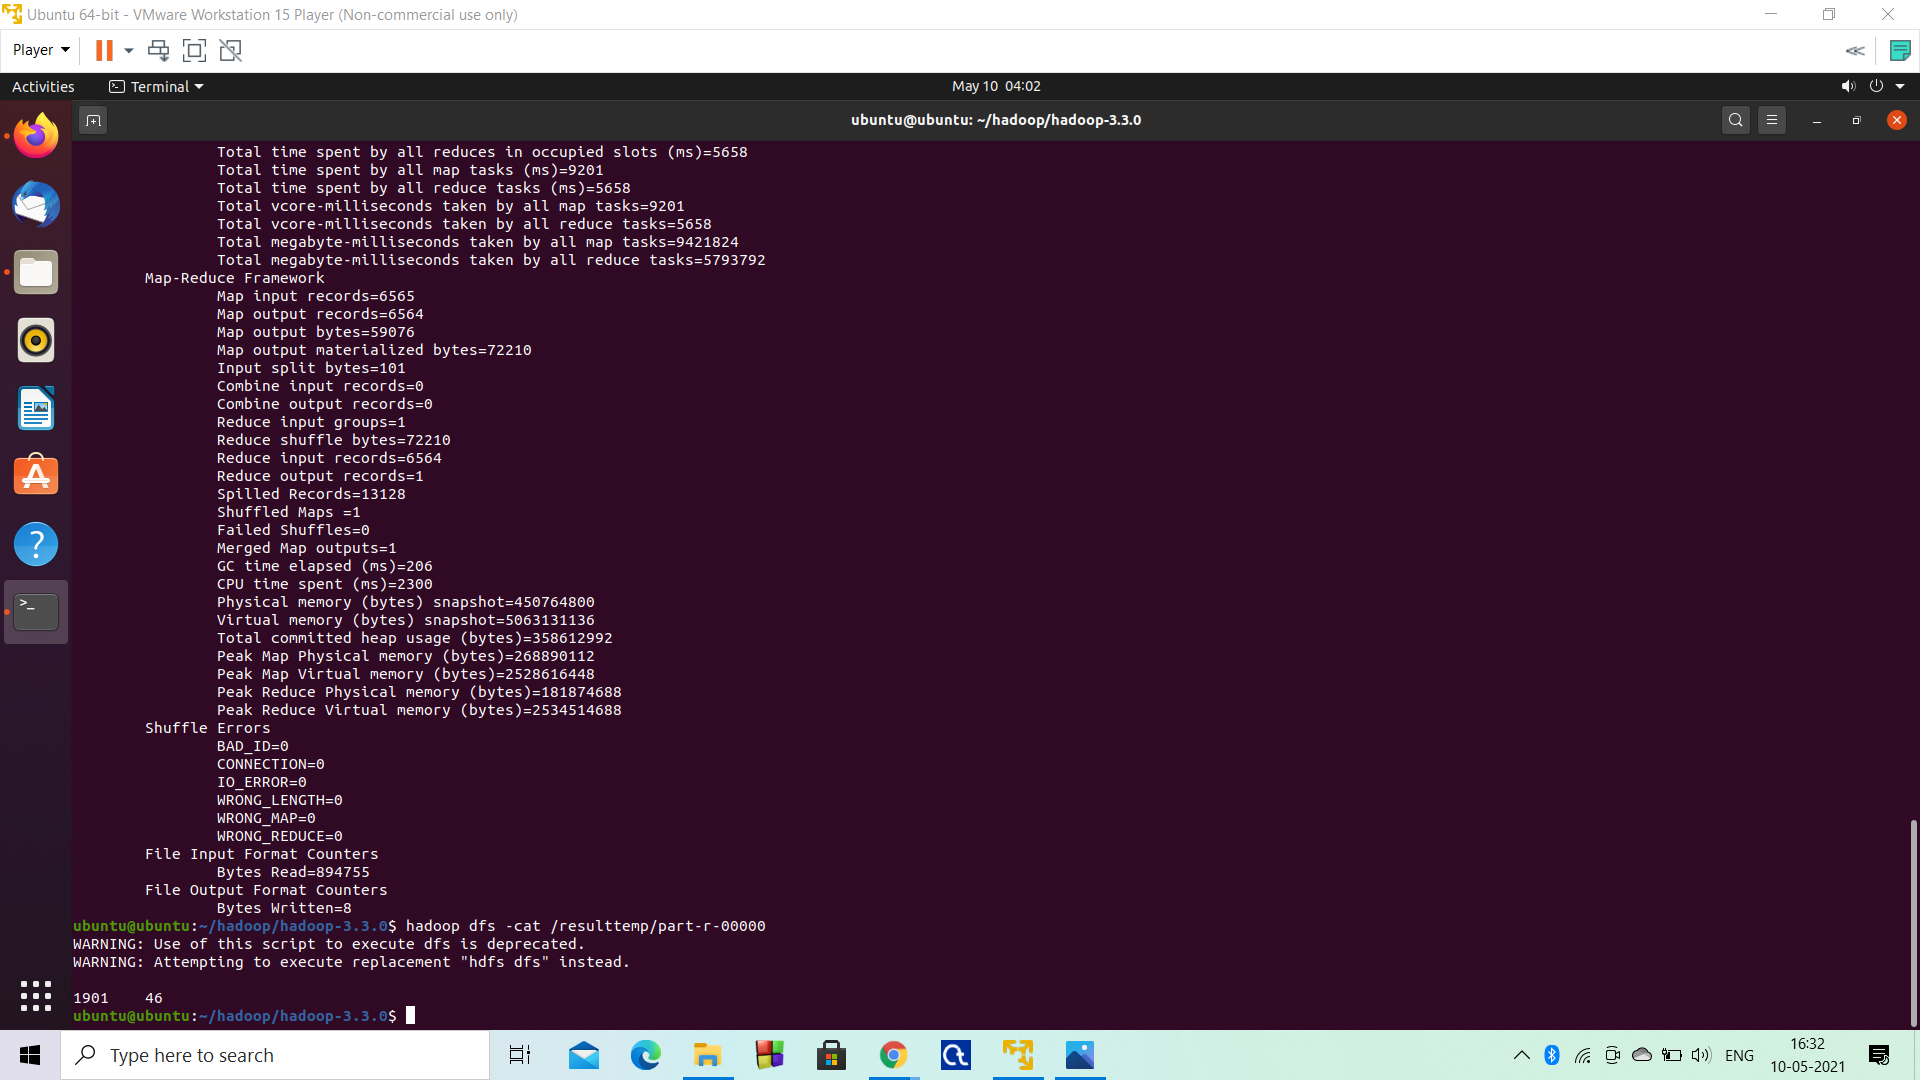 Ubuntu 64-bit - VMware Workstation 15 Player (Non-commercial use only)
Player
Activities
Terminal
May 10 04:02
ubuntu@ubuntu: ~/hadoop/hadoop-3.3.0
Total time spent by all reduces in occupied slots (ms)=5658
Total time spent by all map tasks (ms)=9201
Total time spent by all reduce tasks (ms)=5658
Total vcore-milliseconds taken by all map tasks=9201
Total vcore-milliseconds taken by all reduce tasks=5658
Total megabyte-milliseconds taken by all map tasks=9421824
Total megabyte-milliseconds taken by all reduce tasks=5793792
Map-Reduce Framework
Map input records=6565
Map output records=6564
Map output bytes=59076
Map output materialized bytes=72210
Input split bytes=101
Combine input records=0
Combine output records=0
Reduce input groups=1
Reduce shuffle bytes=72210
Reduce input records=6564
Reduce output records=1
Spilled Records=13128
Shuffled Maps =1
Failed Shuffles=0
Merged Map outputs=1
GC time elapsed (ms)=206
CPU time spent (ms)=2300
Physical memory (bytes) snapshot=450764800
Virtual memory (bytes) snapshot=5063131136
Total committed heap usage (bytes)=358612992
Peak Map Physical memory (bytes)=268890112
Peak Map Virtual memory (bytes)=2528616448
Peak Reduce Physical memory (bytes)=181874688
Peak Reduce Virtual memory (bytes)=2534514688
Shuffle Errors
BAD_ID=0
CONNECTION=0
IO_ERROR=0
WRONG_LENGTH=0
WRONG_MAP=0
WRONG_REDUCE=0
File Input Format Counters
Bytes Read=894755
File Output Format Counters
Bytes Written=8
ubuntu@ubuntu:~/hadoop/hadoop-3.3.0$ hadoop dfs -cat /resulttemp/part-r-00000
WARNING: Use of this script to execute dfs is deprecated.
WARNING: Attempting to execute replacement "hdfs dfs" instead.
1901 46
ubuntu@ubuntu:~/hadoop/hadoop-3.3.0$
Type here to search
ENG
16:32
10-05-2021